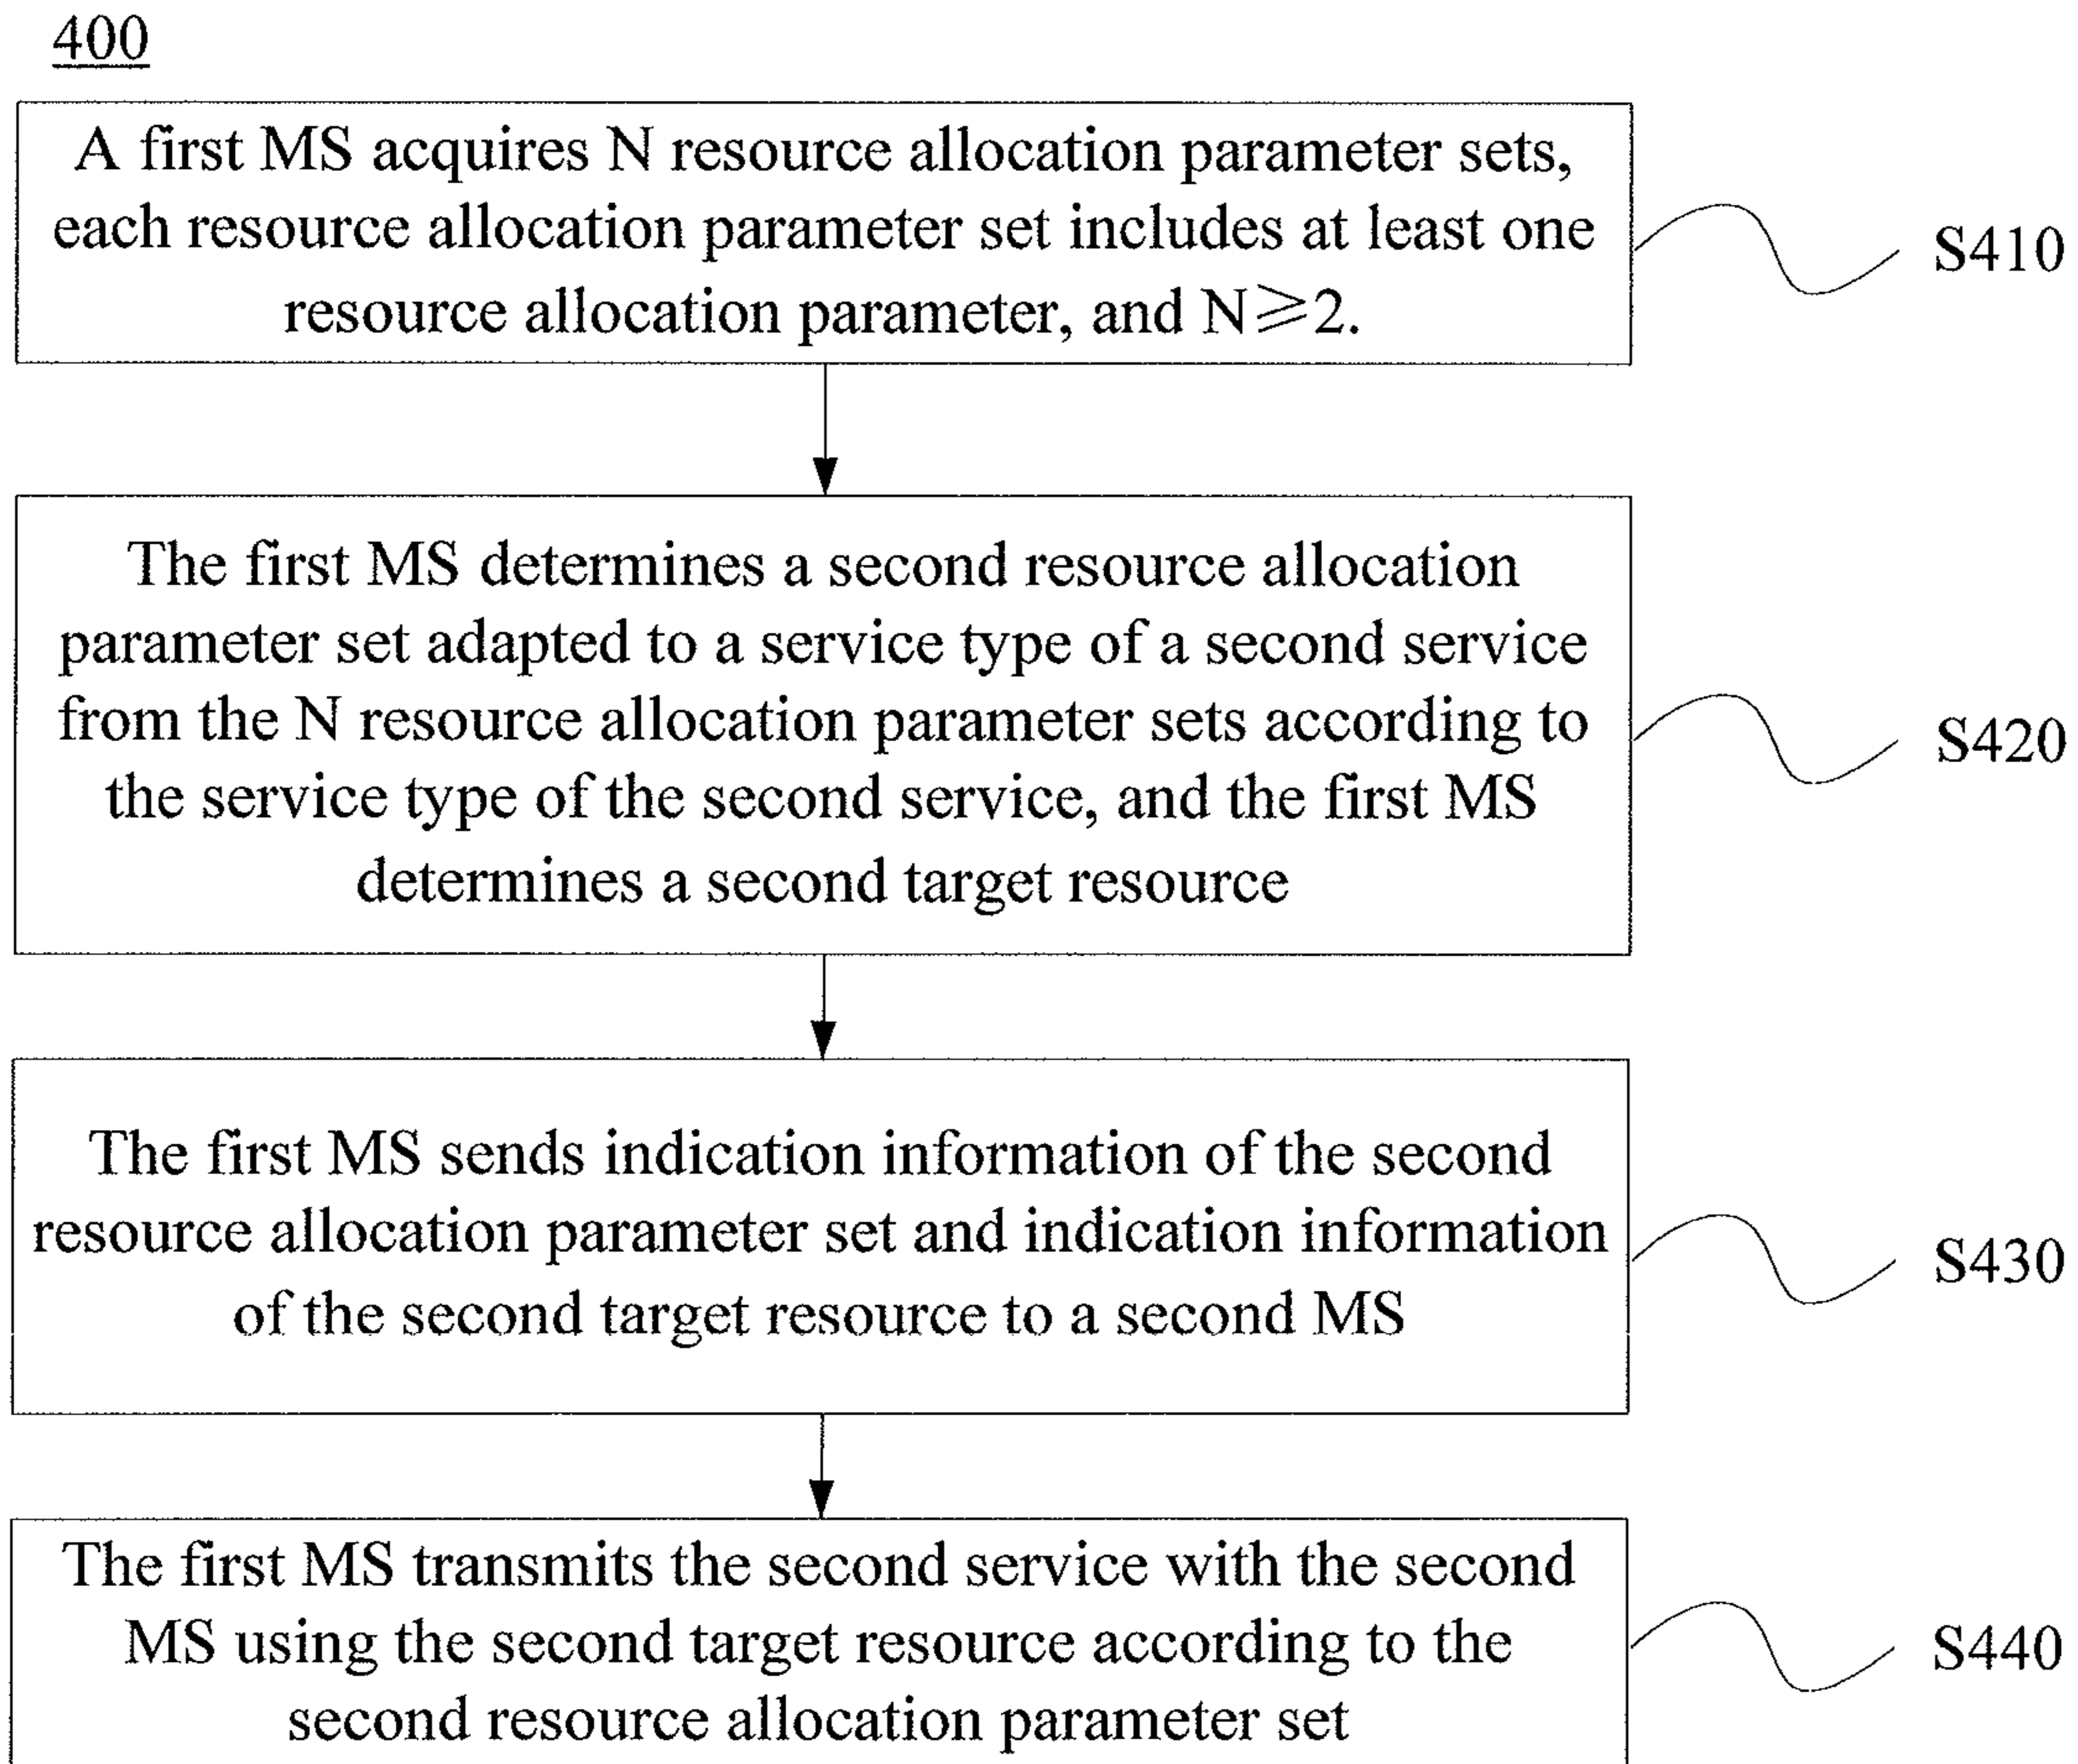 400
A first MS acquires N resource allocation parameter sets,
each resource allocation parameter set includes at least one
resource allocation parameter, and N⩾2.
S410
The first MS determines a second resource allocation
parameter set adapted to a service type of a second service
from the N resource allocation parameter sets according to
the service type of the second service, and the first MS
determines a second target resource
S420
The first MS sends indication information of the second
resource allocation parameter set and indication information
of the second target resource to a second MS
S430
The first MS transmits the second service with the second
MS using the second target resource according to the
second resource allocation parameter set
S440